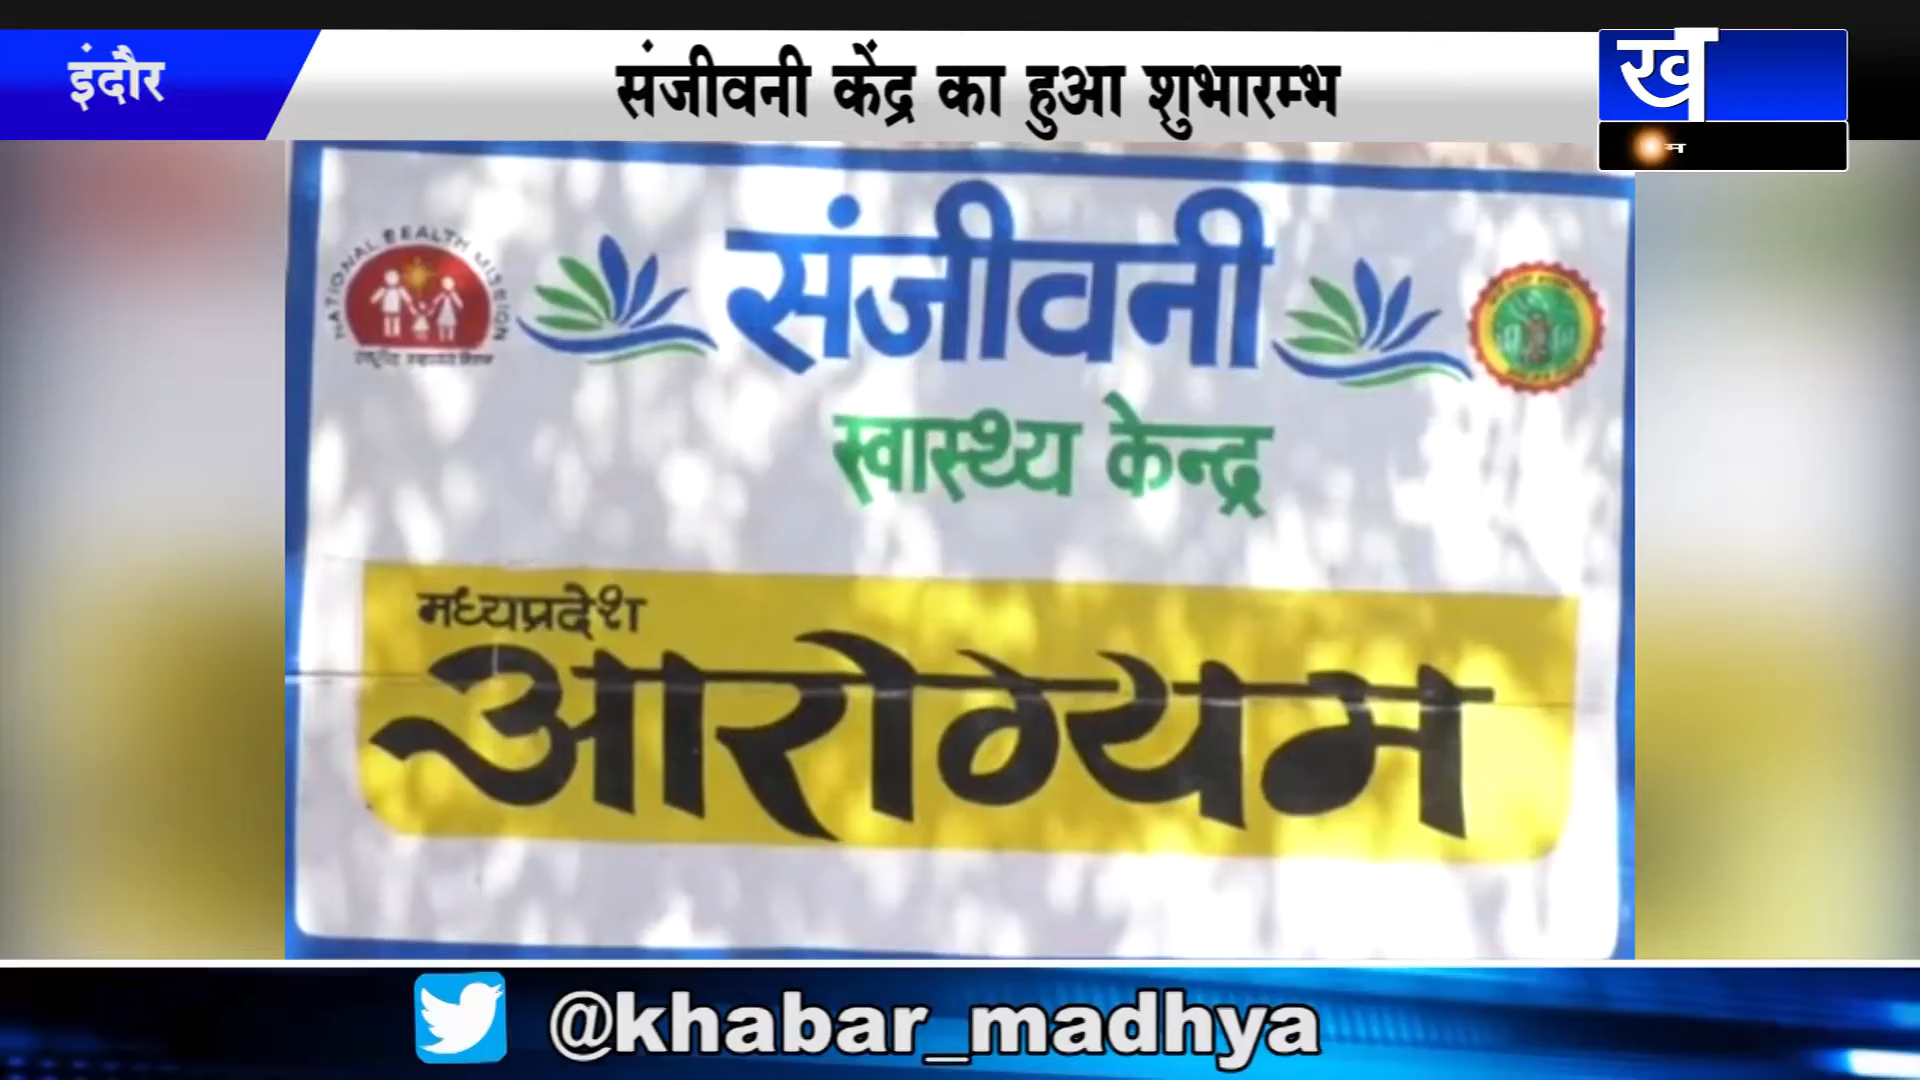 इंदौर
संजीवनी केंद्र का हुआ शुभारम्भ
ख
म
NATIONAL HEALTH MISSION
संजीवनी
स्वास्थ्य केन्द्र
मध्यप्रदेश
आरोग्यम
@khabar_madhya